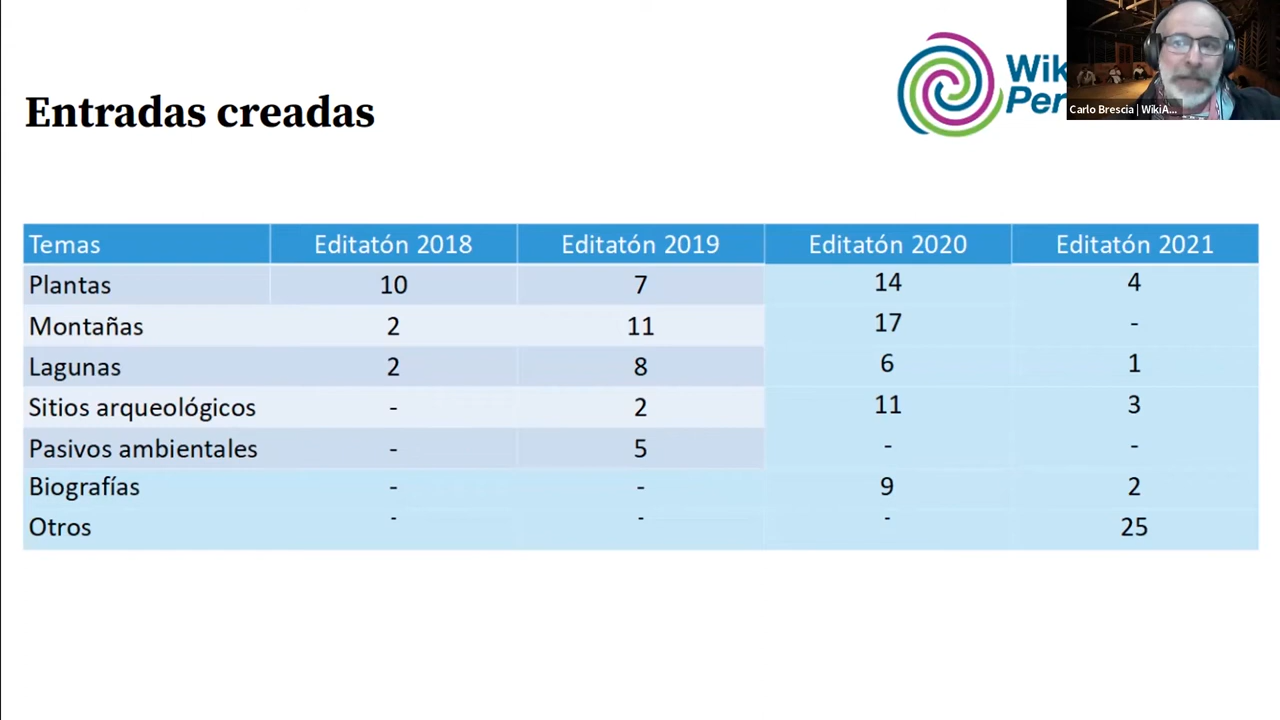 Entradas creadas
Wik
Per
Carlo Brescia | WikiA...
Temas Editatón 2018 Editatón 2019 Editatón 2020 Editatón 2021
Plantas 10 7 14 4
Montañas 2 11 17 -
Lagunas 2 8 6 1
Sitios arqueológicos - 2 11 3
Pasivos ambientales - 5 - -
Biografías - - 9 2
Otros - - - 25